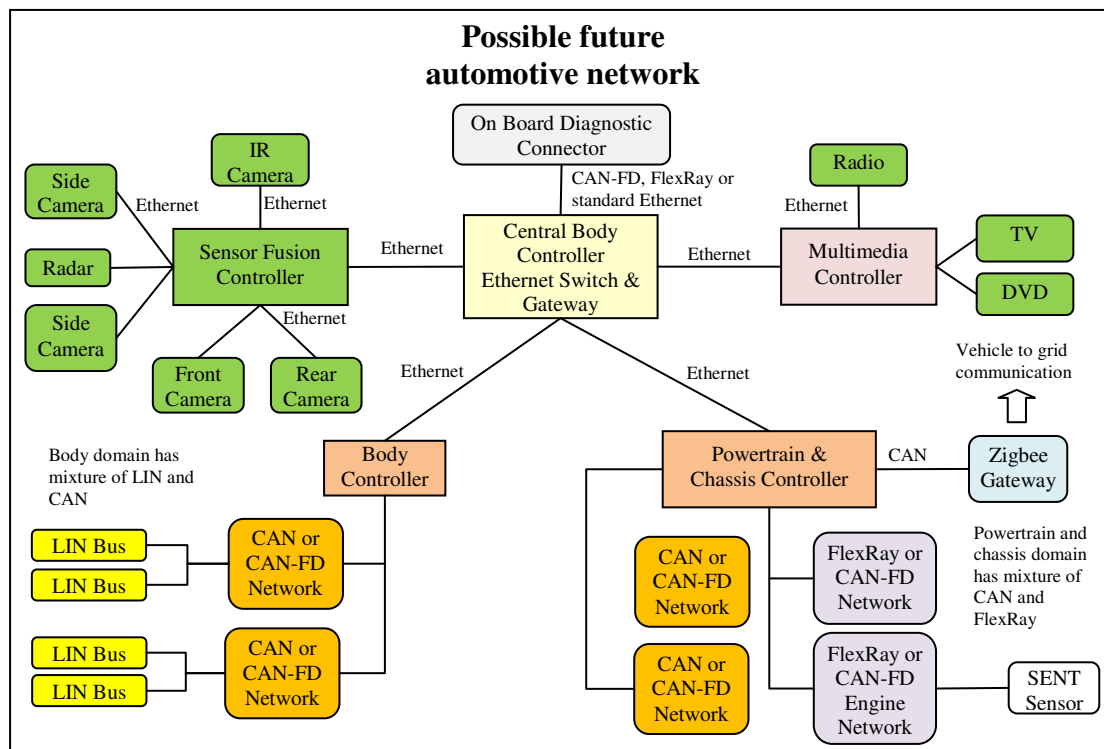 Possible future
automotive network
On Board Diagnostic
Connector
CAN-FD, FlexRay or
standard Ethernet
IR
Camera
Side
Camera
Ethernet
Ethernet
Radar
Sensor Fusion
Controller
Side
Camera
Ethernet
Front
Camera
Rear
Camera
Ethernet
Central Body
Controller
Ethernet Switch &
Gateway
Ethernet
Radio
Ethernet
Multimedia
Controller
TV
DVD
Ethernet
Ethernet
Vehicle to grid
communication
Body domain has
mixture of LIN and
CAN
Body
Controller
Powertrain &
Chassis Controller
CAN
Zigbee
Gateway
LIN Bus
LIN Bus
CAN or
CAN-FD
Network
LIN Bus
LIN Bus
CAN or
CAN-FD
Network
CAN or
CAN-FD
Network
FlexRay or
CAN-FD
Network
Powertrain and
chassis domain
has mixture of
CAN and
FlexRay
CAN or
CAN-FD
Network
FlexRay or
CAN-FD
Engine
Network
SENT
Sensor